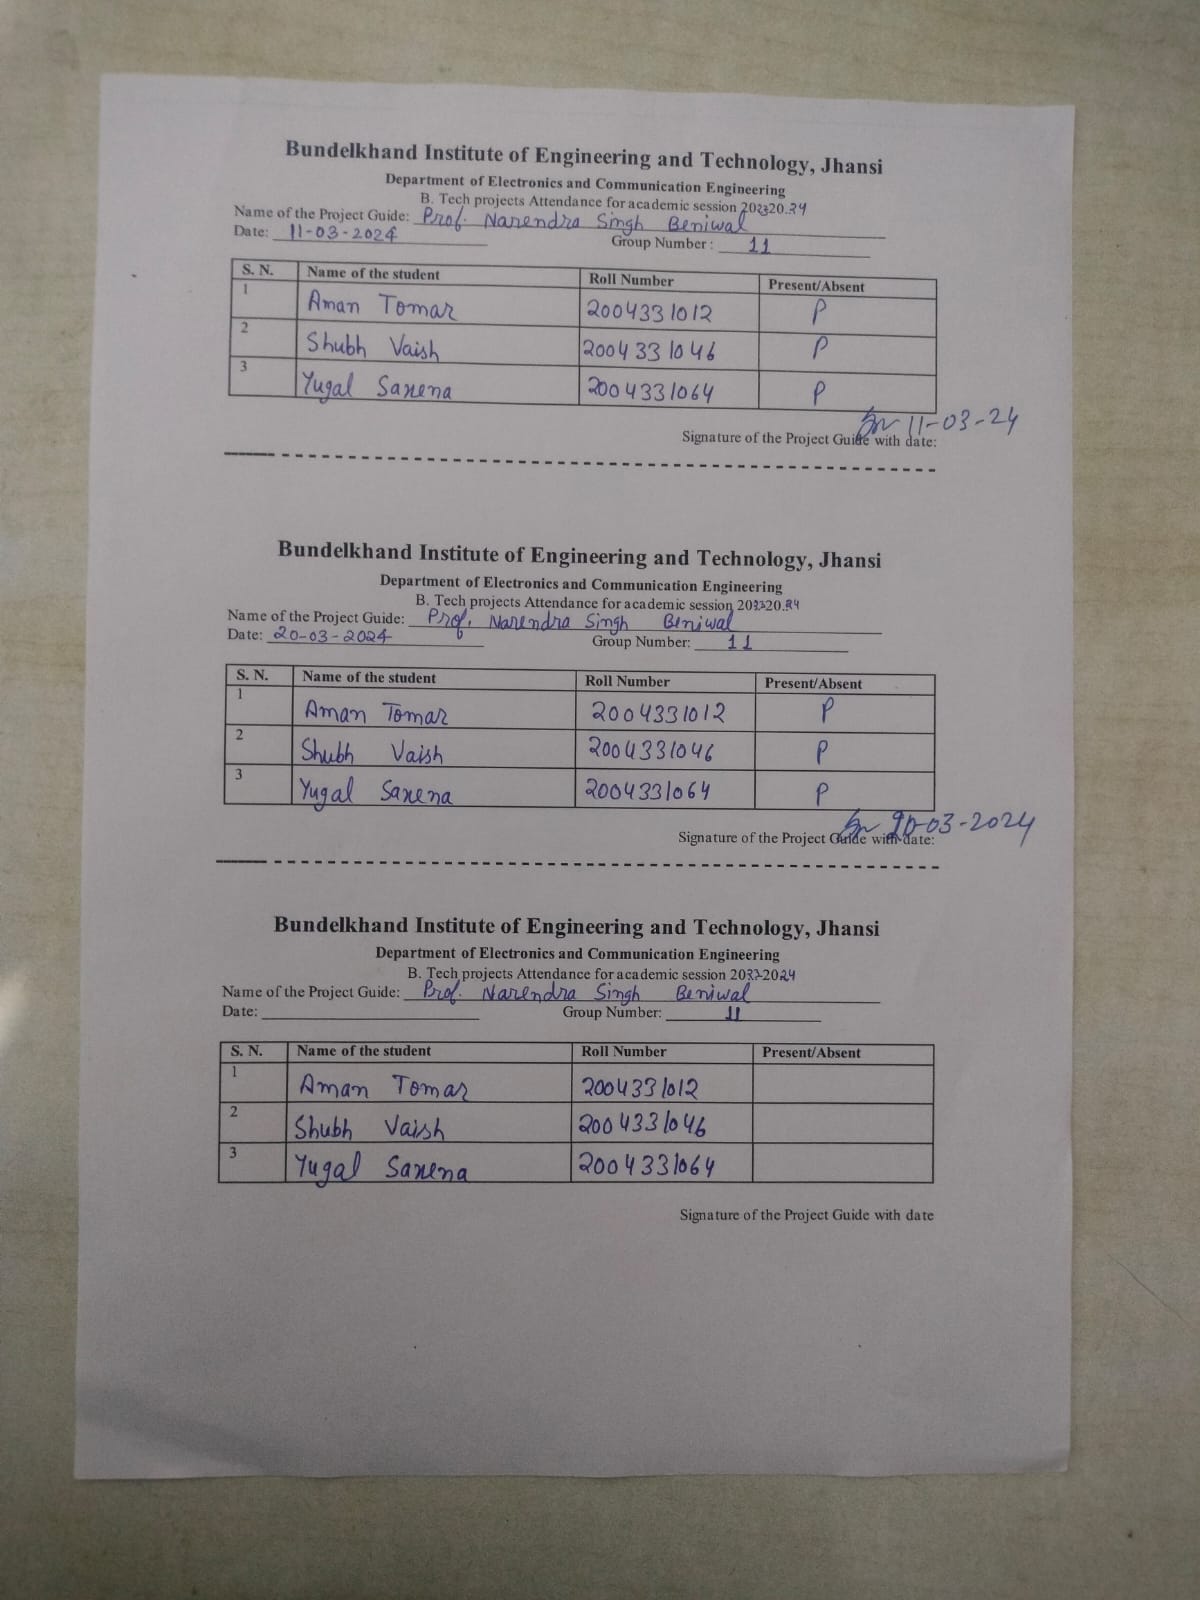 Bundelkhand Institute of Engineering and Technology, Jhansi
Department of Electronics and Communication Engineering
B. Tech projects Attendance for academic session 2023-2024
Name of the Project Guide: Prof. Narendra Singh Beniwal
Date: 11-03-2024 Group Number: 11
S. N. Name of the student Roll Number Present/Absent
1 Aman Tomar 2004331012 P
2 Shubh Vaish 2004331046 P
3 Yugal Saxena 2004331064 P
11-03-24
Signature of the Project Guide with date:
Bundelkhand Institute of Engineering and Technology, Jhansi
Department of Electronics and Communication Engineering
B. Tech projects Attendance for academic session 2023-2024
Name of the Project Guide: Prof. Narendra Singh Beniwal
Date: 20-03-2024 Group Number: 11
S. N. Name of the student Roll Number Present/Absent
1 Aman Tomar 2004331012 P
2 Shubh Vaish 2004331046 P
3 Yugal Saxena 2004331064 P
20-03-2024
Signature of the Project Guide with date:
Bundelkhand Institute of Engineering and Technology, Jhansi
Department of Electronics and Communication Engineering
B. Tech projects Attendance for academic session 2023-2024
Name of the Project Guide: Prof. Narendra Singh Beniwal
Date: Group Number: 11
S. N. Name of the student Roll Number Present/Absent
1 Aman Tomar 2004331012
2 Shubh Vaish 2004331046
3 Yugal Saxena 2004331064
Signature of the Project Guide with date